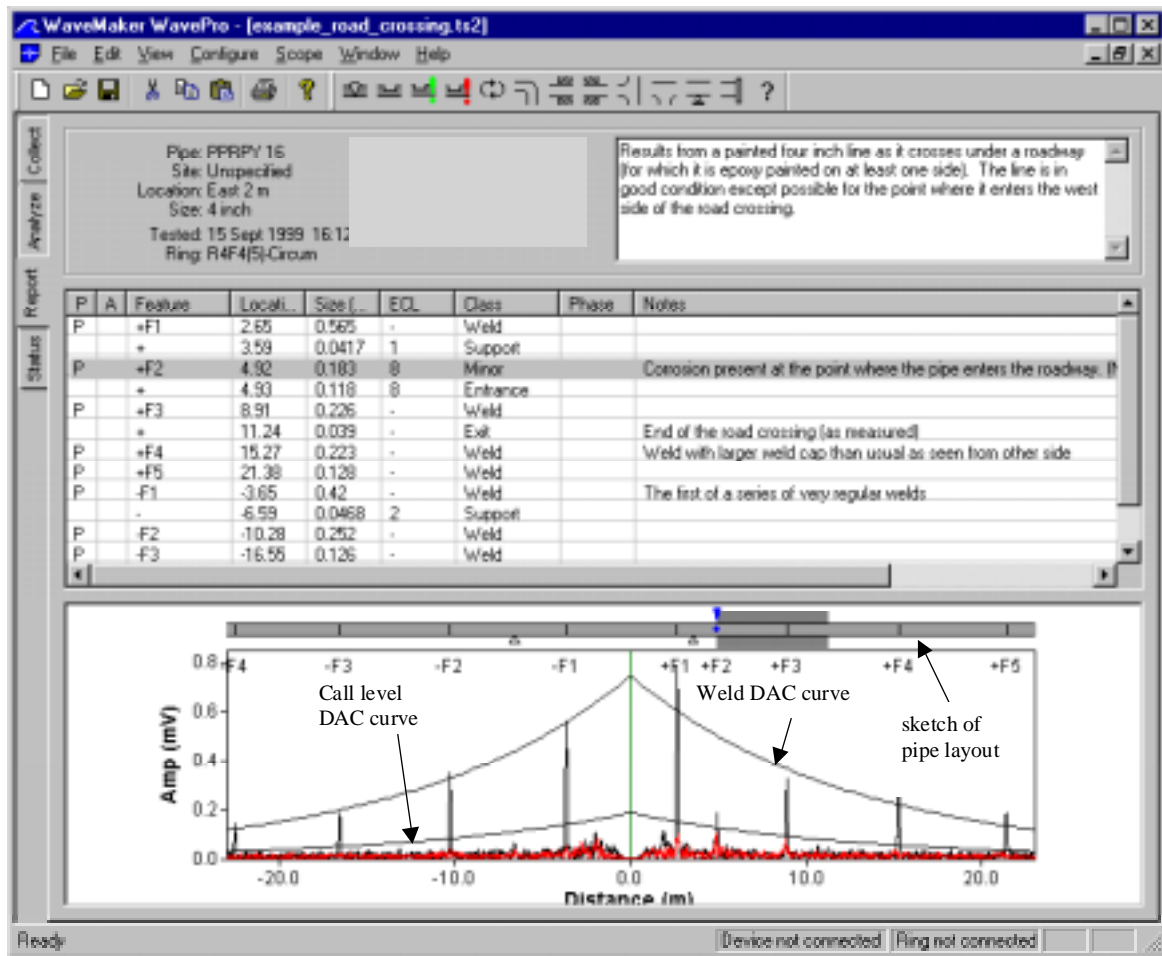 WaveMaker WavePro - [example_road_crossing.ts2]
File Edit View Configure Scope Window Help
Collect
Analyze
Report
Status
Pipe: PPRPY 16
Site: Unspecified
Location: East 2 m
Size: 4 inch
Tested: 15 Sept 1999 16:12
Ring: R4F4(5)-Circum
Results from a painted four inch line as it crosses under a roadway
(for which it is epoxy painted on at least one side). The line is in
good condition except possible for the point where it enters the west
side of the road crossing.
P A Feature Locati... Size (... ECL Class Phase Notes
P +F1 2.65 0.565 - Weld
+ 3.59 0.0417 1 Support
P +F2 4.92 0.183 8 Minor Corrosion present at the point where the pipe enters the roadway.
+ 4.93 0.118 8 Entrance
P +F3 8.91 0.226 - Weld
+ 11.24 0.039 - Exit End of the road crossing (as measured)
P +F4 15.27 0.223 - Weld Weld with larger weld cap than usual as seen from other side
P +F5 21.38 0.128 - Weld
P -F1 -3.65 0.42 - Weld The first of a series of very regular welds
- -6.59 0.0468 2 Support
P -F2 -10.28 0.252 - Weld
P -F3 -16.55 0.126 - Weld
0.8 -F4 -F3 -F2 -F1 +F1 +F2 +F3 +F4 +F5
Call level
DAC curve
Weld DAC curve
sketch of
pipe layout
0.6
0.4
0.2
0.0
Amp (mV)
-20.0 -10.0 0.0 10.0 20.0
Distance (m)
Ready Device not connected Ring not connected